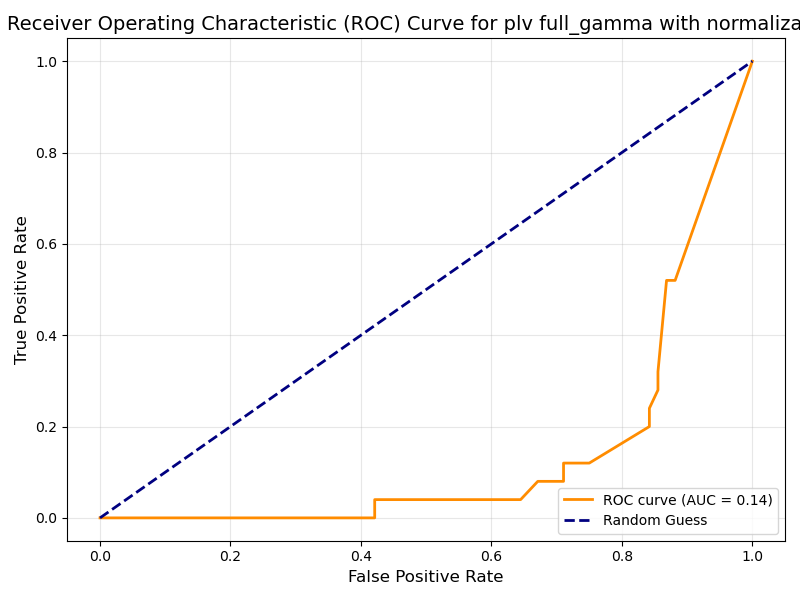 Receiver Operating Characteristic (ROC) Curve for plv full_gamma with normaliza
1.0
0.8
0.6
0.4
0.2
0.0
True Positive Rate
0.0 0.2 0.4 0.6 0.8 1.0
False Positive Rate
ROC curve (AUC = 0.14)
Random Guess